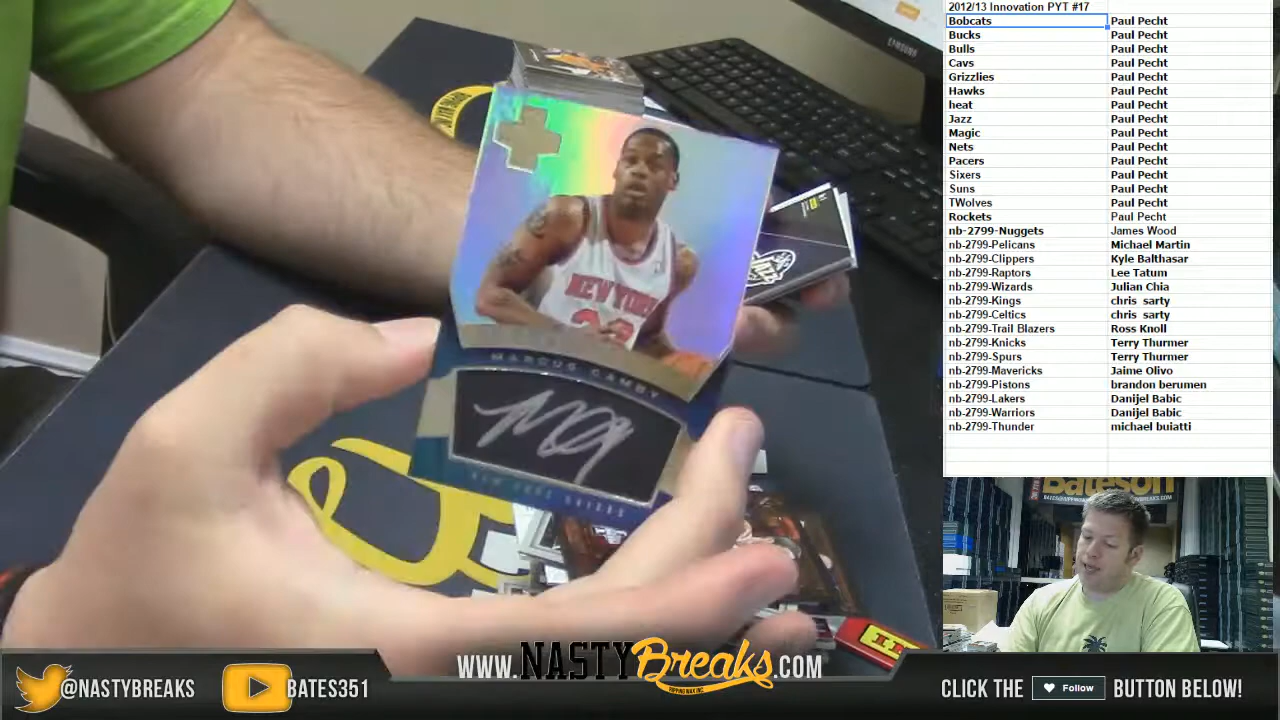 2012/13 Innovation PYT #17
Bobcats Paul Pecht
Bucks Paul Pecht
Bulls Paul Pecht
Cavs Paul Pecht
Grizzlies Paul Pecht
Hawks Paul Pecht
heat Paul Pecht
Jazz Paul Pecht
Magic Paul Pecht
Nets Paul Pecht
Pacers Paul Pecht
Sixers Paul Pecht
Suns Paul Pecht
TWolves Paul Pecht
Rockets Paul Pecht
nb-2799-Nuggets James Wood
nb-2799-Pelicans Michael Martin
nb-2799-Clippers Kyle Balthasar
nb-2799-Raptors Lee Tatum
nb-2799-Wizards Julian Chia
nb-2799-Kings chris sarty
nb-2799-Celtics chris sarty
nb-2799-Trail Blazers Ross Knoll
nb-2799-Knicks Terry Thurmer
nb-2799-Spurs Terry Thurmer
nb-2799-Mavericks Jaime Olivo
nb-2799-Pistons brandon berumen
nb-2799-Lakers Danijel Babic
nb-2799-Warriors Danijel Babic
nb-2799-Thunder michael buiatti
SAMSUNG
NEW YORK
MARCUS CAMBY
NEW YORK KNICKS
Bateson
@NASTYBREAKS
BATES351
WWW.NASTYBreaks.COM
CLICK THE Follow BUTTON BELOW!